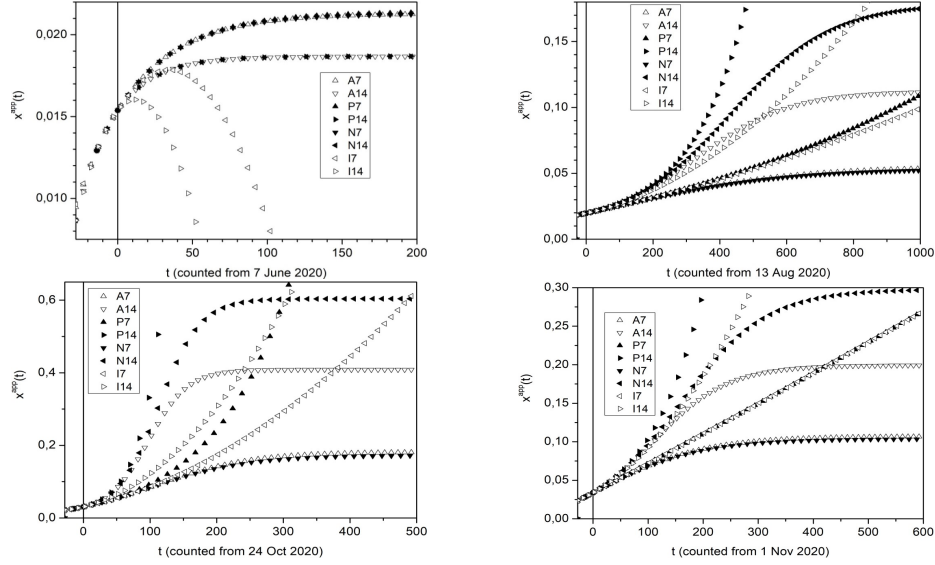 0,020
0,015
0,010
x^dde(t)
A7
A14
P7
P14
N7
N14
I7
I14
0 50 100 150 200
t (counted from 7 June 2020)
0,15
0,10
0,05
0,00
x^dde(t)
A7
A14
P7
P14
N7
N14
I7
I14
0 200 400 600 800 1000
t (counted from 13 Aug 2020)
0,6
0,4
0,2
0,0
x^dde(t)
A7
A14
P7
P14
N7
N14
I7
I14
0 100 200 300 400 500
t (counted from 24 Oct 2020)
0,30
0,25
0,20
0,15
0,10
0,05
0,00
x^dde(t)
A7
A14
P7
P14
N7
N14
I7
I14
0 100 200 300 400 500 600
t (counted from 1 Nov 2020)